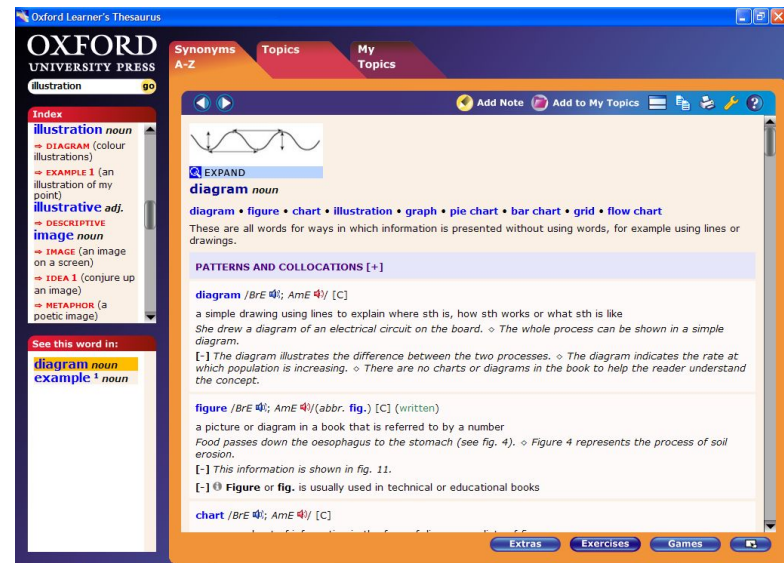 Oxford Learner's Thesaurus
OXFORD
UNIVERSITY PRESS
illustration go
Synonyms
A-Z
Topics
My
Topics
Index
illustration noun
⇒ DIAGRAM (colour
illustrations)
⇒ EXAMPLE 1 (an
illustration of my
point)
illustrative adj.
⇒ DESCRIPTIVE
image noun
⇒ IMAGE (an image
on a screen)
⇒ IDEA 1 (conjure up
an image)
⇒ METAPHOR (a
poetic image)
See this word in:
diagram noun
example 1 noun
Add Note Add to My Topics
EXPAND
diagram noun
diagram • figure • chart • illustration • graph • pie chart • bar chart • grid • flow chart
These are all words for ways in which information is presented without using words, for example using lines or
drawings.
PATTERNS AND COLLOCATIONS [+]
diagram /BrE ; AmE / [C]
a simple drawing using lines to explain where sth is, how sth works or what sth is like
She drew a diagram of an electrical circuit on the board. ⋄ The whole process can be shown in a simple
diagram.
[-] The diagram illustrates the difference between the two processes. ⋄ The diagram indicates the rate at
which population is increasing. ⋄ There are no charts or diagrams in the book to help the reader understand
the concept.
figure /BrE ; AmE /(abbr. fig.) [C] (written)
a picture or diagram in a book that is referred to by a number
Food passes down the oesophagus to the stomach (see fig. 4). ⋄ Figure 4 represents the process of soil
erosion.
[-] This information is shown in fig. 11.
[-] Figure or fig. is usually used in technical or educational books
chart /BrE ; AmE / [C]
Extras Exercises Games